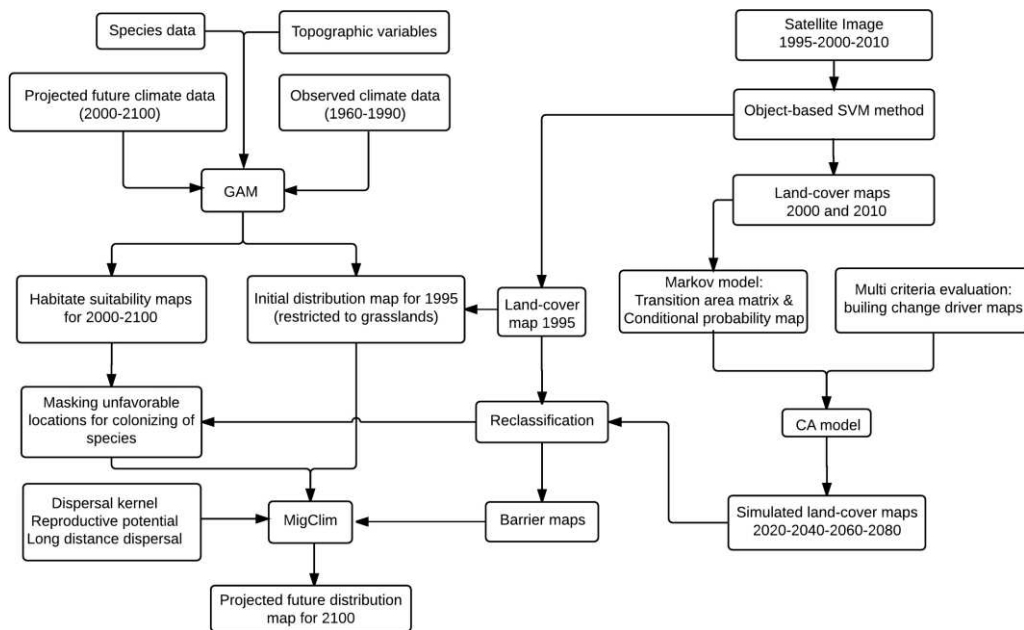 Species data
Topographic variables
Satellite Image
1995-2000-2010
Projected future climate data
(2000-2100)
Observed climate data
(1960-1990)
Object-based SVM method
GAM
Land-cover maps
2000 and 2010
Habitate suitability maps
for 2000-2100
Initial distribution map for 1995
(restricted to grasslands)
Land-cover
map 1995
Markov model:
Transition area matrix &
Conditional probability map
Multi criteria evaluation:
builing change driver maps
Masking unfavorable
locations for colonizing of
species
Reclassification
CA model
Dispersal kernel
Reproductive potential
Long distance dispersal
MigClim
Barrier maps
Simulated land-cover maps
2020-2040-2060-2080
Projected future distribution
map for 2100